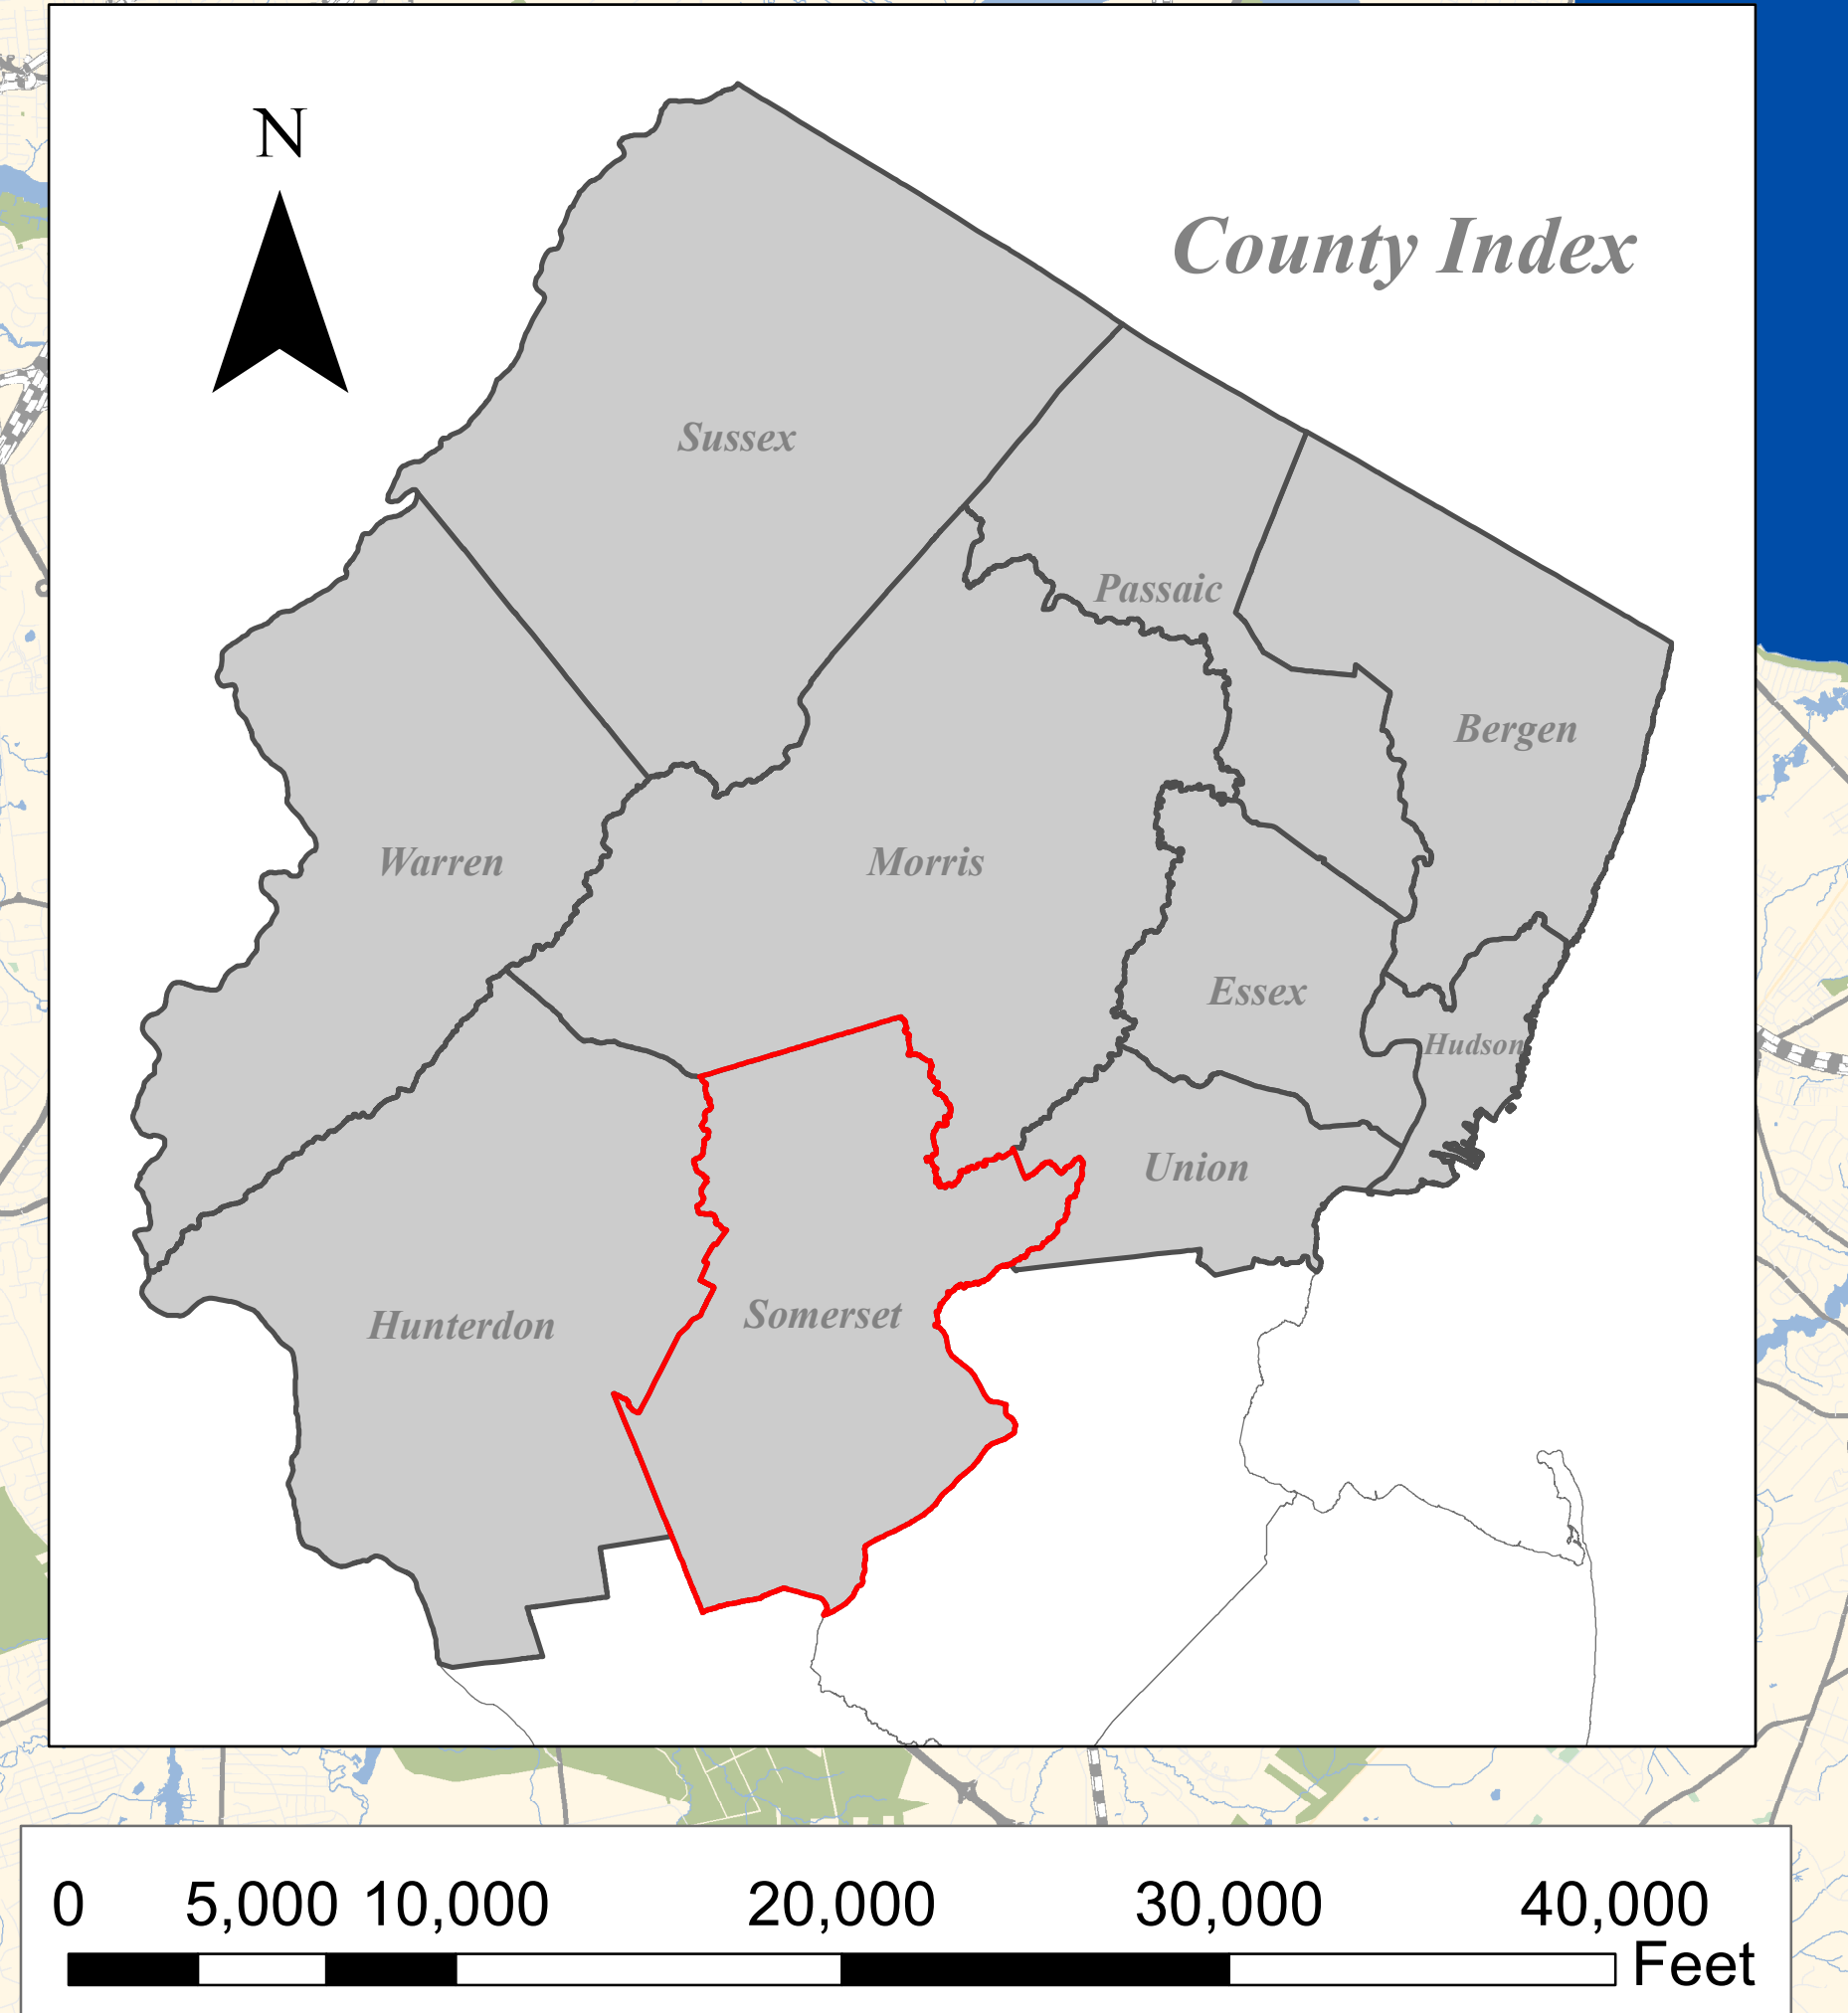 N
County Index
Sussex
Passaic
Bergen
Warren
Morris
Essex
Hudson
Union
Hunterdon
Somerset
0 5,000 10,000 20,000 30,000 40,000
Feet